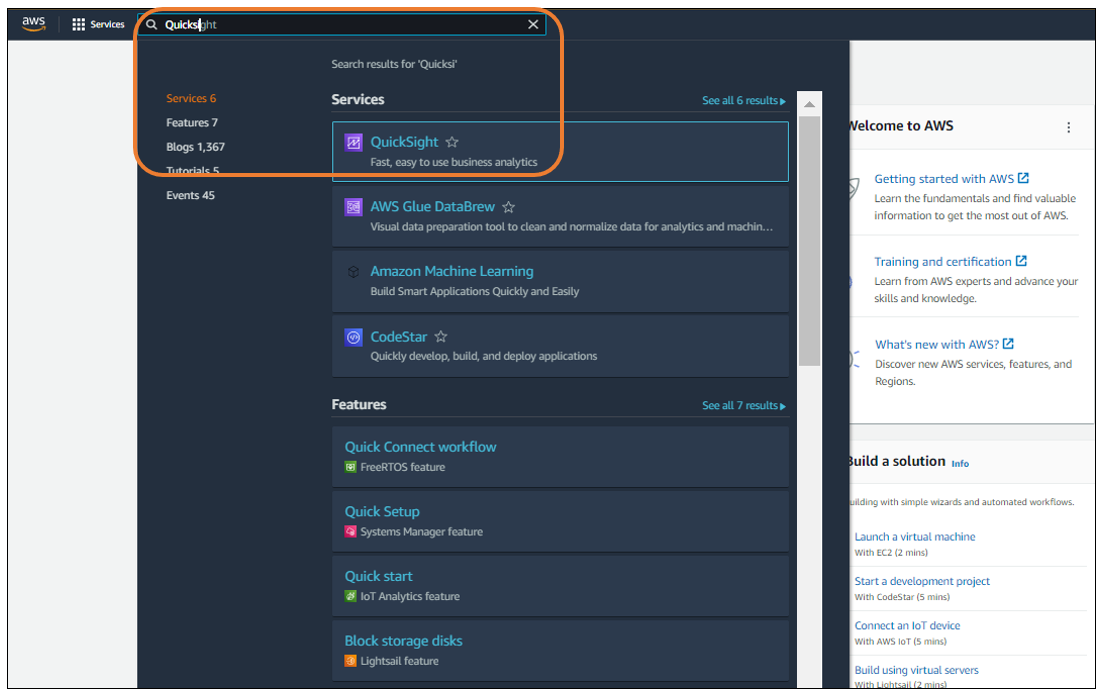 aws
Services
Quicksight
Search results for 'Quicksi'
Services 6
Features 7
Blogs 1,367
Tutorials 5
Events 45
Services
See all 6 results
QuickSight
Fast, easy to use business analytics
AWS Glue DataBrew
Visual data preparation tool to clean and normalize data for analytics and machin...
Amazon Machine Learning
Build Smart Applications Quickly and Easily
CodeStar
Quickly develop, build, and deploy applications
Features
See all 7 results
Quick Connect workflow
FreeRTOS feature
Quick Setup
Systems Manager feature
Quick start
IoT Analytics feature
Block storage disks
Lightsail feature
Welcome to AWS
Getting started with AWS
Learn the fundamentals and find valuable
information to get the most out of AWS.
Training and certification
Learn from AWS experts and advance your
skills and knowledge.
What's new with AWS?
Discover new AWS services, features, and
Regions.
Build a solution Info
uilding with simple wizards and automated workflows.
Launch a virtual machine
With EC2 (2 mins)
Start a development project
With CodeStar (5 mins)
Connect an IoT device
With AWS IoT (5 mins)
Build using virtual servers
With Lightsail (2 mins)